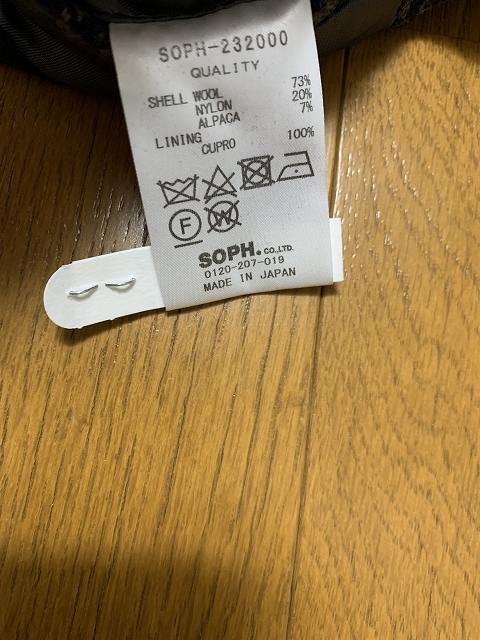 SOPH-232000
QUALITY
SHELL WOOL 73%
NYLON 20%
ALPACA 7%
LINING
CUPRO 100%
F W
SOPH. CO.,LTD.
0120-207-019
MADE IN JAPAN